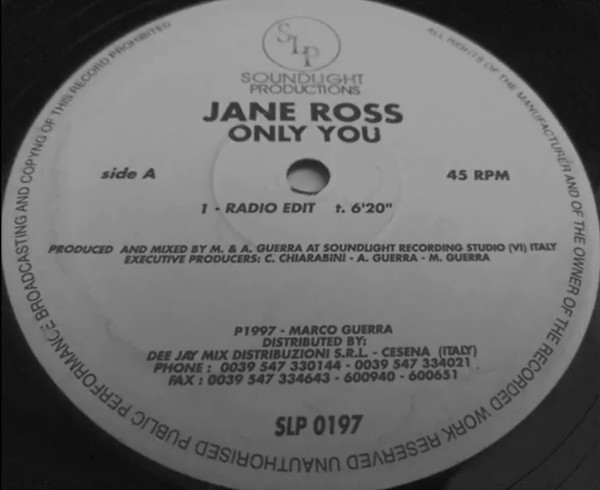 SLP
SOUNDLIGHT
PRODUCTIONS
JANE ROSS
ONLY YOU
side A
45 RPM
1 - RADIO EDIT t. 6'20"
PRODUCED AND MIXED BY M. & A. GUERRA AT SOUNDLIGHT RECORDING STUDIO (VI) ITALY
EXECUTIVE PRODUCERS: C. CHIARABINI - A. GUERRA - M. GUERRA
P1997 - MARCO GUERRA
DISTRIBUTED BY:
DEE JAY MIX DISTRIBUZIONI S.R.L. - CESENA (ITALY)
PHONE : 0039 547 330144 - 0039 547 334021
FAX : 0039 547 334643 - 600940 - 600651
SLP 0197
ALL RIGHTS OF THE MANUFACTURER AND OF THE OWNER OF THE RECORDED WORK RESERVED UNAUTHORISED PUBLIC PERFORMANCE BROADCASTING AND COPYNG OF THIS RECORD PROHIBITED